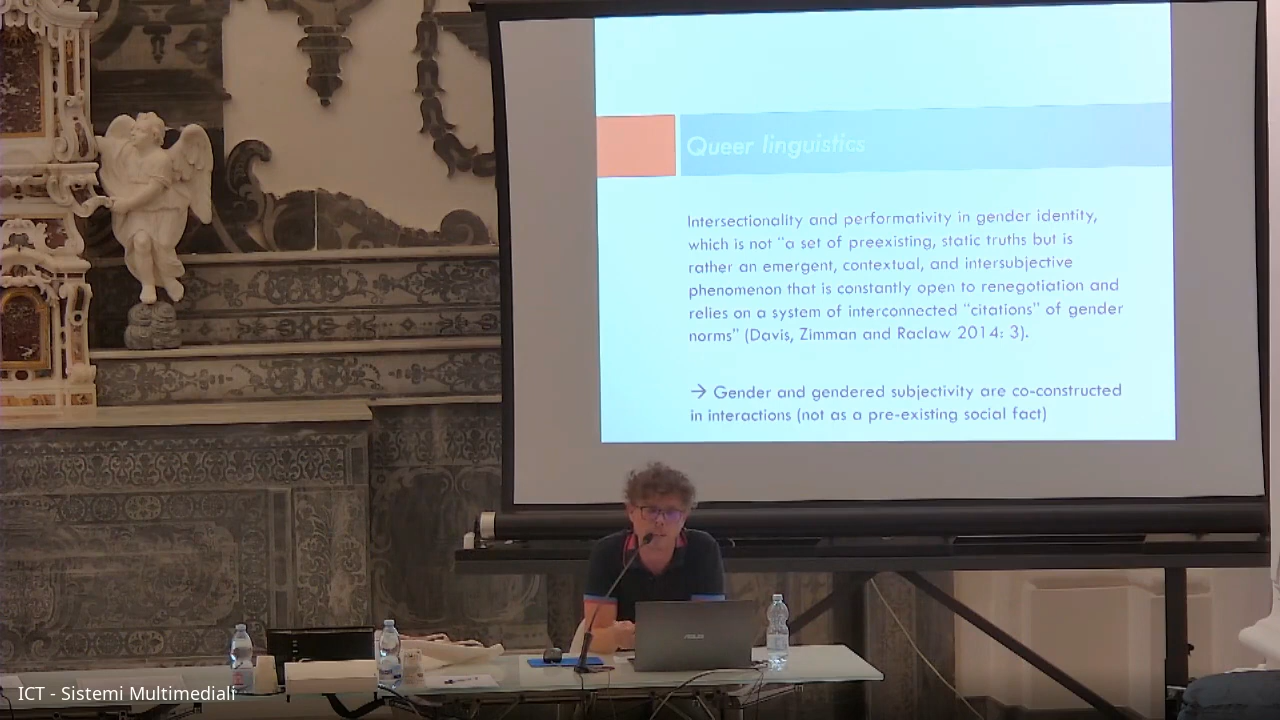 Queer linguistics
Intersectionality and performativity in gender identity,
which is not "a set of preexisting, static truths but is
rather an emergent, contextual, and intersubjective
phenomenon that is constantly open to renegotiation and
relies on a system of interconnected "citations" of gender
norms" (Davis, Zimman and Raclaw 2014: 3).
→ Gender and gendered subjectivity are co-constructed
in interactions (not as a pre-existing social fact)
ASUS
ICT - Sistemi Multimediali